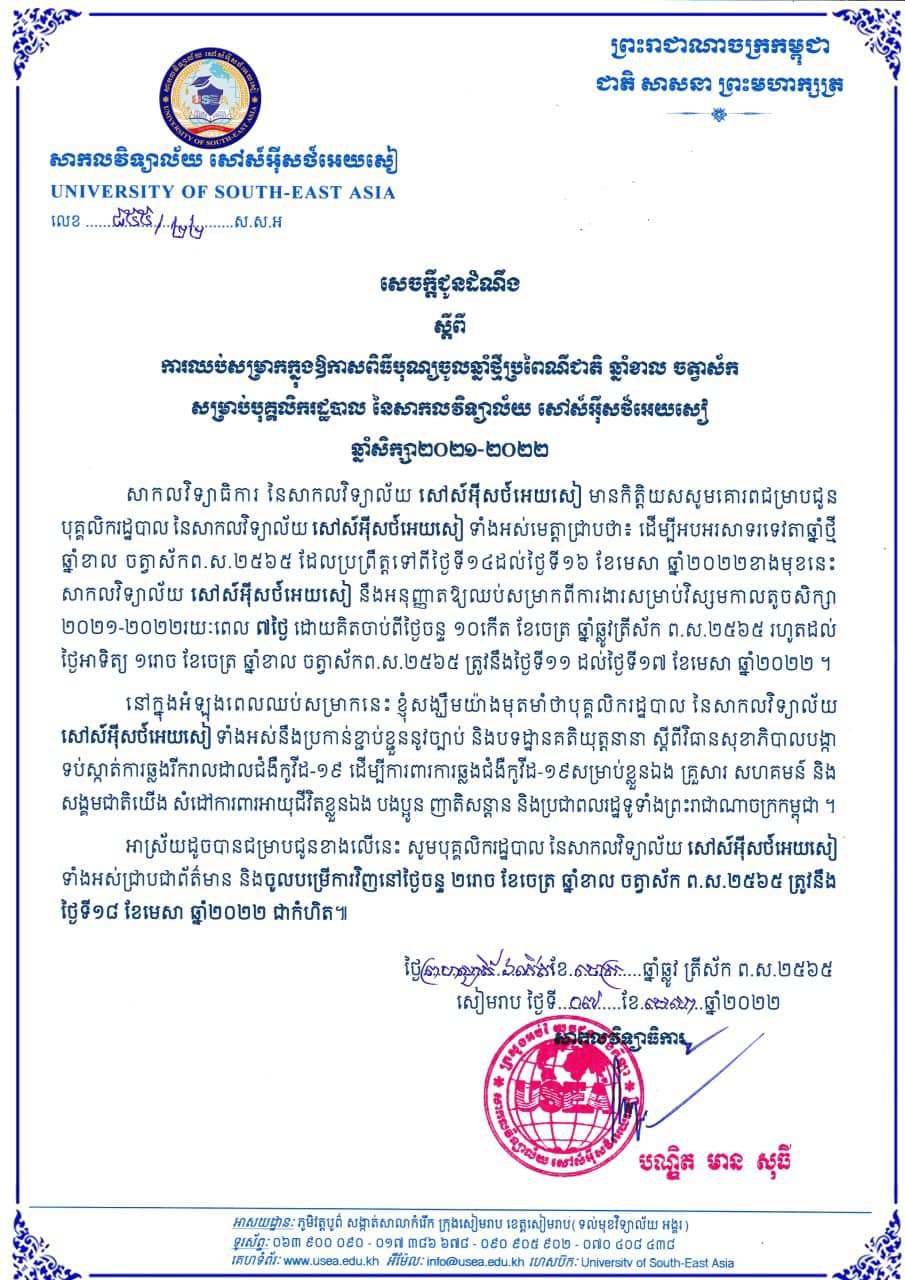 ព្រះរាជាណាចក្រកម្ពុជា
ជាតិ សាសនា ព្រះមហាក្សត្រ
សាកលវិទ្យាល័យ សៅស៍អ៊ីសថ៍អេយសៀ
UNIVERSITY OF SOUTH-EAST ASIA
លេខ ........./២២.......ស.ស.អ
សេចក្តីជូនដំណឹង
ស្តីពី
ការឈប់សម្រាកក្នុងឱកាសពិធីបុណ្យចូលឆ្នាំថ្មីប្រពៃណីជាតិ ឆ្នាំខាល ចត្វាស័ក
សម្រាប់បុគ្គលិករដ្ឋបាល នៃសាកលវិទ្យាល័យ សៅស៍អ៊ីសថ៍អេយសៀ
ឆ្នាំសិក្សា២០២១-២០២២
សាកលវិទ្យាធិការ នៃសាកលវិទ្យាល័យ សៅស៍អ៊ីសថ៍អេយសៀ មានកិត្តិយសសូមគោរពជម្រាបជូន
បុគ្គលិករដ្ឋបាល នៃសាកលវិទ្យាល័យ សៅស៍អ៊ីសថ៍អេយសៀ ទាំងអស់មេត្តាជ្រាបថា៖ ដើម្បីអបអរសាទរទេវតាឆ្នាំថ្មី
ឆ្នាំខាល ចត្វាស័កព.ស.២៥៦៥ ដែលប្រព្រឹត្តទៅពីថ្ងៃទី១៤ដល់ថ្ងៃទី១៦ ខែមេសា ឆ្នាំ២០២២ខាងមុខនេះ
សាកលវិទ្យាល័យ សៅស៍អ៊ីសថ៍អេយសៀ នឹងអនុញ្ញាតឱ្យឈប់សម្រាកពីការងារសម្រាប់វិស្សមកាលតូចសិក្សា
២០២១-២០២២រយៈពេល ៧ថ្ងៃ ដោយគិតចាប់ពីថ្ងៃចន្ទ ១០កើត ខែចេត្រ ឆ្នាំឆ្លូវត្រីស័ក ព.ស.២៥៦៥ រហូតដល់
ថ្ងៃអាទិត្យ ១រោច ខែចេត្រ ឆ្នាំខាល ចត្វាស័កព.ស.២៥៦៥ ត្រូវនឹងថ្ងៃទី១១ ដល់ថ្ងៃទី១៧ ខែមេសា ឆ្នាំ២០២២ ។
នៅក្នុងអំឡុងពេលឈប់សម្រាកនេះ ខ្ញុំសង្ឃឹមយ៉ាងមុតមាំថាបុគ្គលិករដ្ឋបាល នៃសាកលវិទ្យាល័យ
សៅស៍អ៊ីសថ៍អេយសៀ ទាំងអស់នឹងប្រកាន់ខ្ជាប់ខ្ជួននូវច្បាប់ និងបទដ្ឋានគតិយុត្តនានា ស្តីពីវិធានសុខាភិបាលបង្កា
ទប់ស្កាត់ការឆ្លងរីករាលដាលជំងឺកូវីដ-១៩ ដើម្បីការពារការឆ្លងជំងឺកូវីដ-១៩សម្រាប់ខ្លួនឯង គ្រួសារ សហគមន៍ និង
សង្គមជាតិយើង សំដៅការពារអាយុជីវិតខ្លួនឯង បងប្អូន ញាតិសន្តាន និងប្រជាពលរដ្ឋទូទាំងព្រះរាជាណាចក្រកម្ពុជា ។
អាស្រ័យដូចបានជម្រាបជូនខាងលើនេះ សូមបុគ្គលិករដ្ឋបាល នៃសាកលវិទ្យាល័យ សៅស៍អ៊ីសថ៍អេយសៀ
ទាំងអស់ជ្រាបជាព័ត៌មាន និងចូលបម្រើការវិញនៅថ្ងៃចន្ទ ២រោច ខែចេត្រ ឆ្នាំខាល ចត្វាស័ក ព.ស.២៥៦៥ ត្រូវនឹង
ថ្ងៃទី១៨ ខែមេសា ឆ្នាំ២០២២ ជាកំហិត៕
ថ្ងៃព្រហស្បតិ៍ ៦កើត ខែ.ចេត្រ....ឆ្នាំឆ្លូវ ត្រីស័ក ព.ស.២៥៦៥
សៀមរាប ថ្ងៃទី...០៧....ខែ.មេសា..ឆ្នាំ២០២២
សាកលវិទ្យាធិការ
USEA
បណ្ឌិត មាន សុធី
អាសយដ្ឋាន: ភូមិវត្តបូព៌ សង្កាត់សាលាកំរើក ក្រុងសៀមរាប ខេត្តសៀមរាប( ទល់មុខវិទ្យាល័យ អង្គរ )
ទូរស័ព្ទ: ០៦៣ ៩០០ ០៩០ - ០១៧ ៣៨៦ ៦៧៨ - ០៩០ ៩០៥ ៩០២ - ០៧០ ៤០៨ ៤៣៨
គេហទំព័រ: www.usea.edu.kh អ៊ីម៉ែល: info@usea.edu.kh ហ្វេសប៊ុក: University of South-East Asia